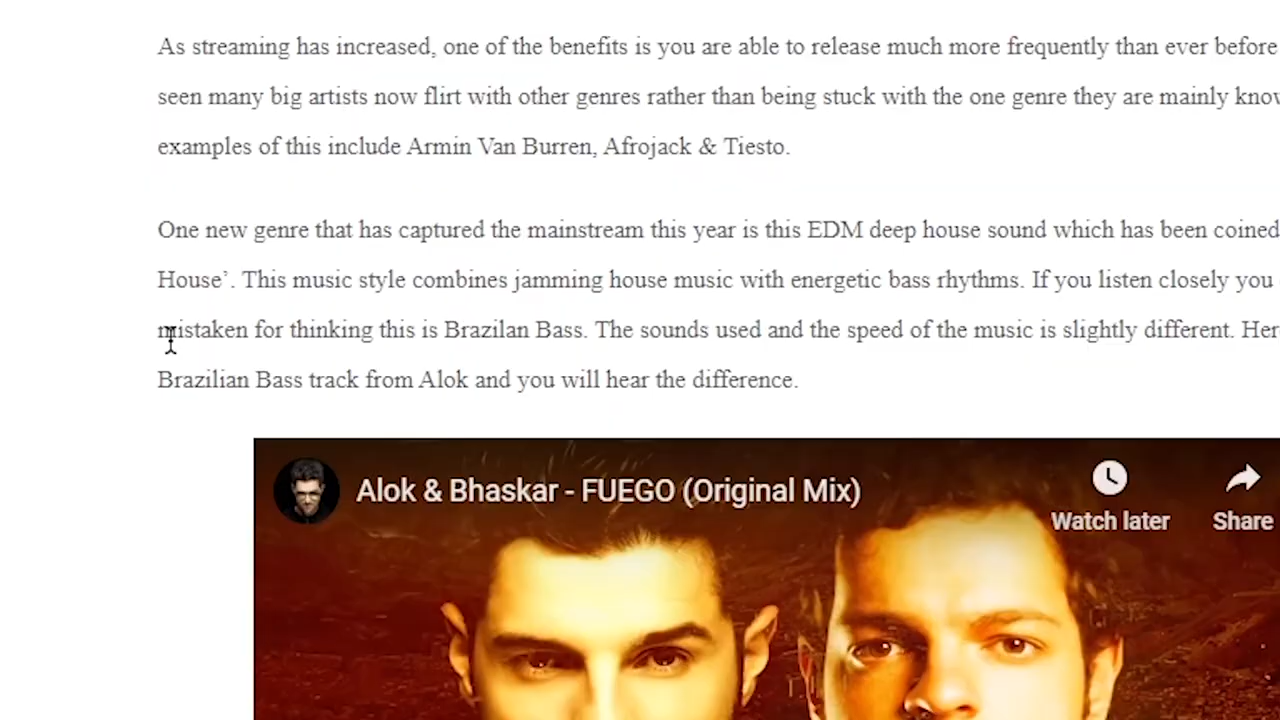 As streaming has increased, one of the benefits is you are able to release much more frequently than ever before
seen many big artists now flirt with other genres rather than being stuck with the one genre they are mainly
examples of this include Armin Van Burren, Afrojack & Tiesto.
One new genre that has captured the mainstream this year is this EDM deep house sound which has been coined
House’. This music style combines jamming house music with energetic bass rhythms. If you listen closely you
mistaken for thinking this is Brazilan Bass. The sounds used and the speed of the music is slightly different.
Brazilian Bass track from Alok and you will hear the difference.
Alok & Bhaskar - FUEGO (Original Mix)
Watch later
Share